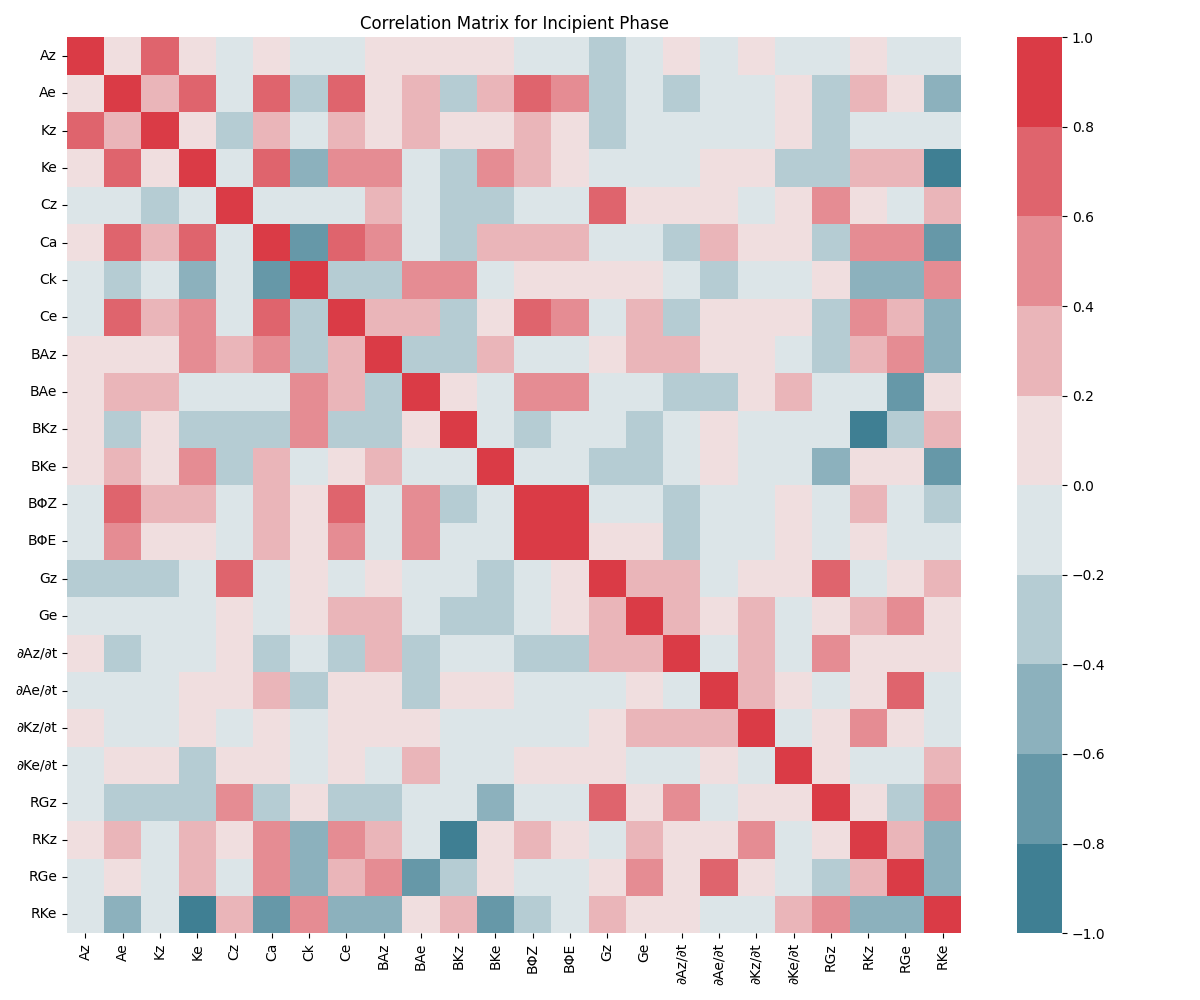 Correlation Matrix for Incipient Phase
Az
Ae
Kz
Ke
Cz
Ca
Ck
Ce
BAz
BAe
BKz
BKe
BΦZ
BΦE
Gz
Ge
∂Az/∂t
∂Ae/∂t
∂Kz/∂t
∂Ke/∂t
RGz
RKz
RGe
RKe
Az
Ae
Kz
Ke
Cz
Ca
Ck
Ce
BAz
BAe
BKz
BKe
BΦZ
BΦE
Gz
Ge
∂Az/∂t
∂Ae/∂t
∂Kz/∂t
∂Ke/∂t
RGz
RKz
RGe
RKe
1.0
0.8
0.6
0.4
0.2
0.0
−0.2
−0.4
−0.6
−0.8
−1.0